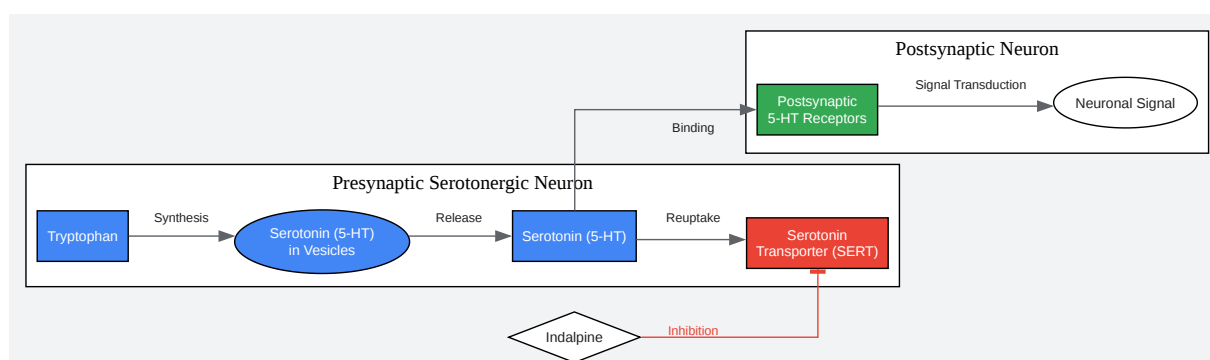 Postsynaptic Neuron
Postsynaptic
5-HT Receptors
Signal Transduction
Neuronal Signal
Binding
Presynaptic Serotonergic Neuron
Tryptophan
Synthesis
Serotonin (5-HT)
in Vesicles
Release
Serotonin (5-HT)
Reuptake
Serotonin
Transporter (SERT)
Indalpine
Inhibition